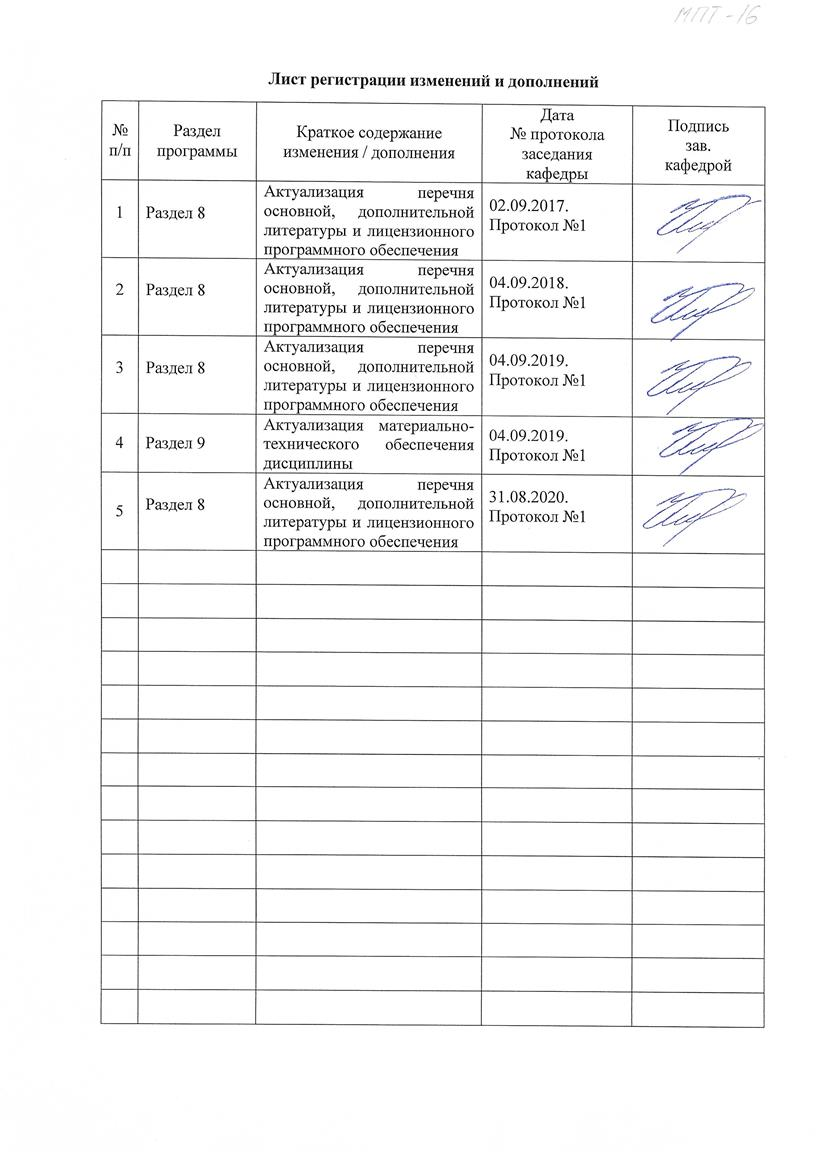 МПТ-16
Лист регистрации изменений и дополнений
№
п/п
Раздел
программы
Краткое содержание
изменения / дополнения
Дата
№ протокола
заседания
кафедры
Подпись
зав.
кафедрой
1
Раздел 8
Актуализация перечня
основной, дополнительной
литературы и лицензионного
программного обеспечения
02.09.2017.
Протокол №1
2
Раздел 8
Актуализация перечня
основной, дополнительной
литературы и лицензионного
программного обеспечения
04.09.2018.
Протокол №1
3
Раздел 8
Актуализация перечня
основной, дополнительной
литературы и лицензионного
программного обеспечения
04.09.2019.
Протокол №1
4
Раздел 9
Актуализация материально-
технического обеспечения
дисциплины
04.09.2019.
Протокол №1
5
Раздел 8
Актуализация перечня
основной, дополнительной
литературы и лицензионного
программного обеспечения
31.08.2020.
Протокол №1